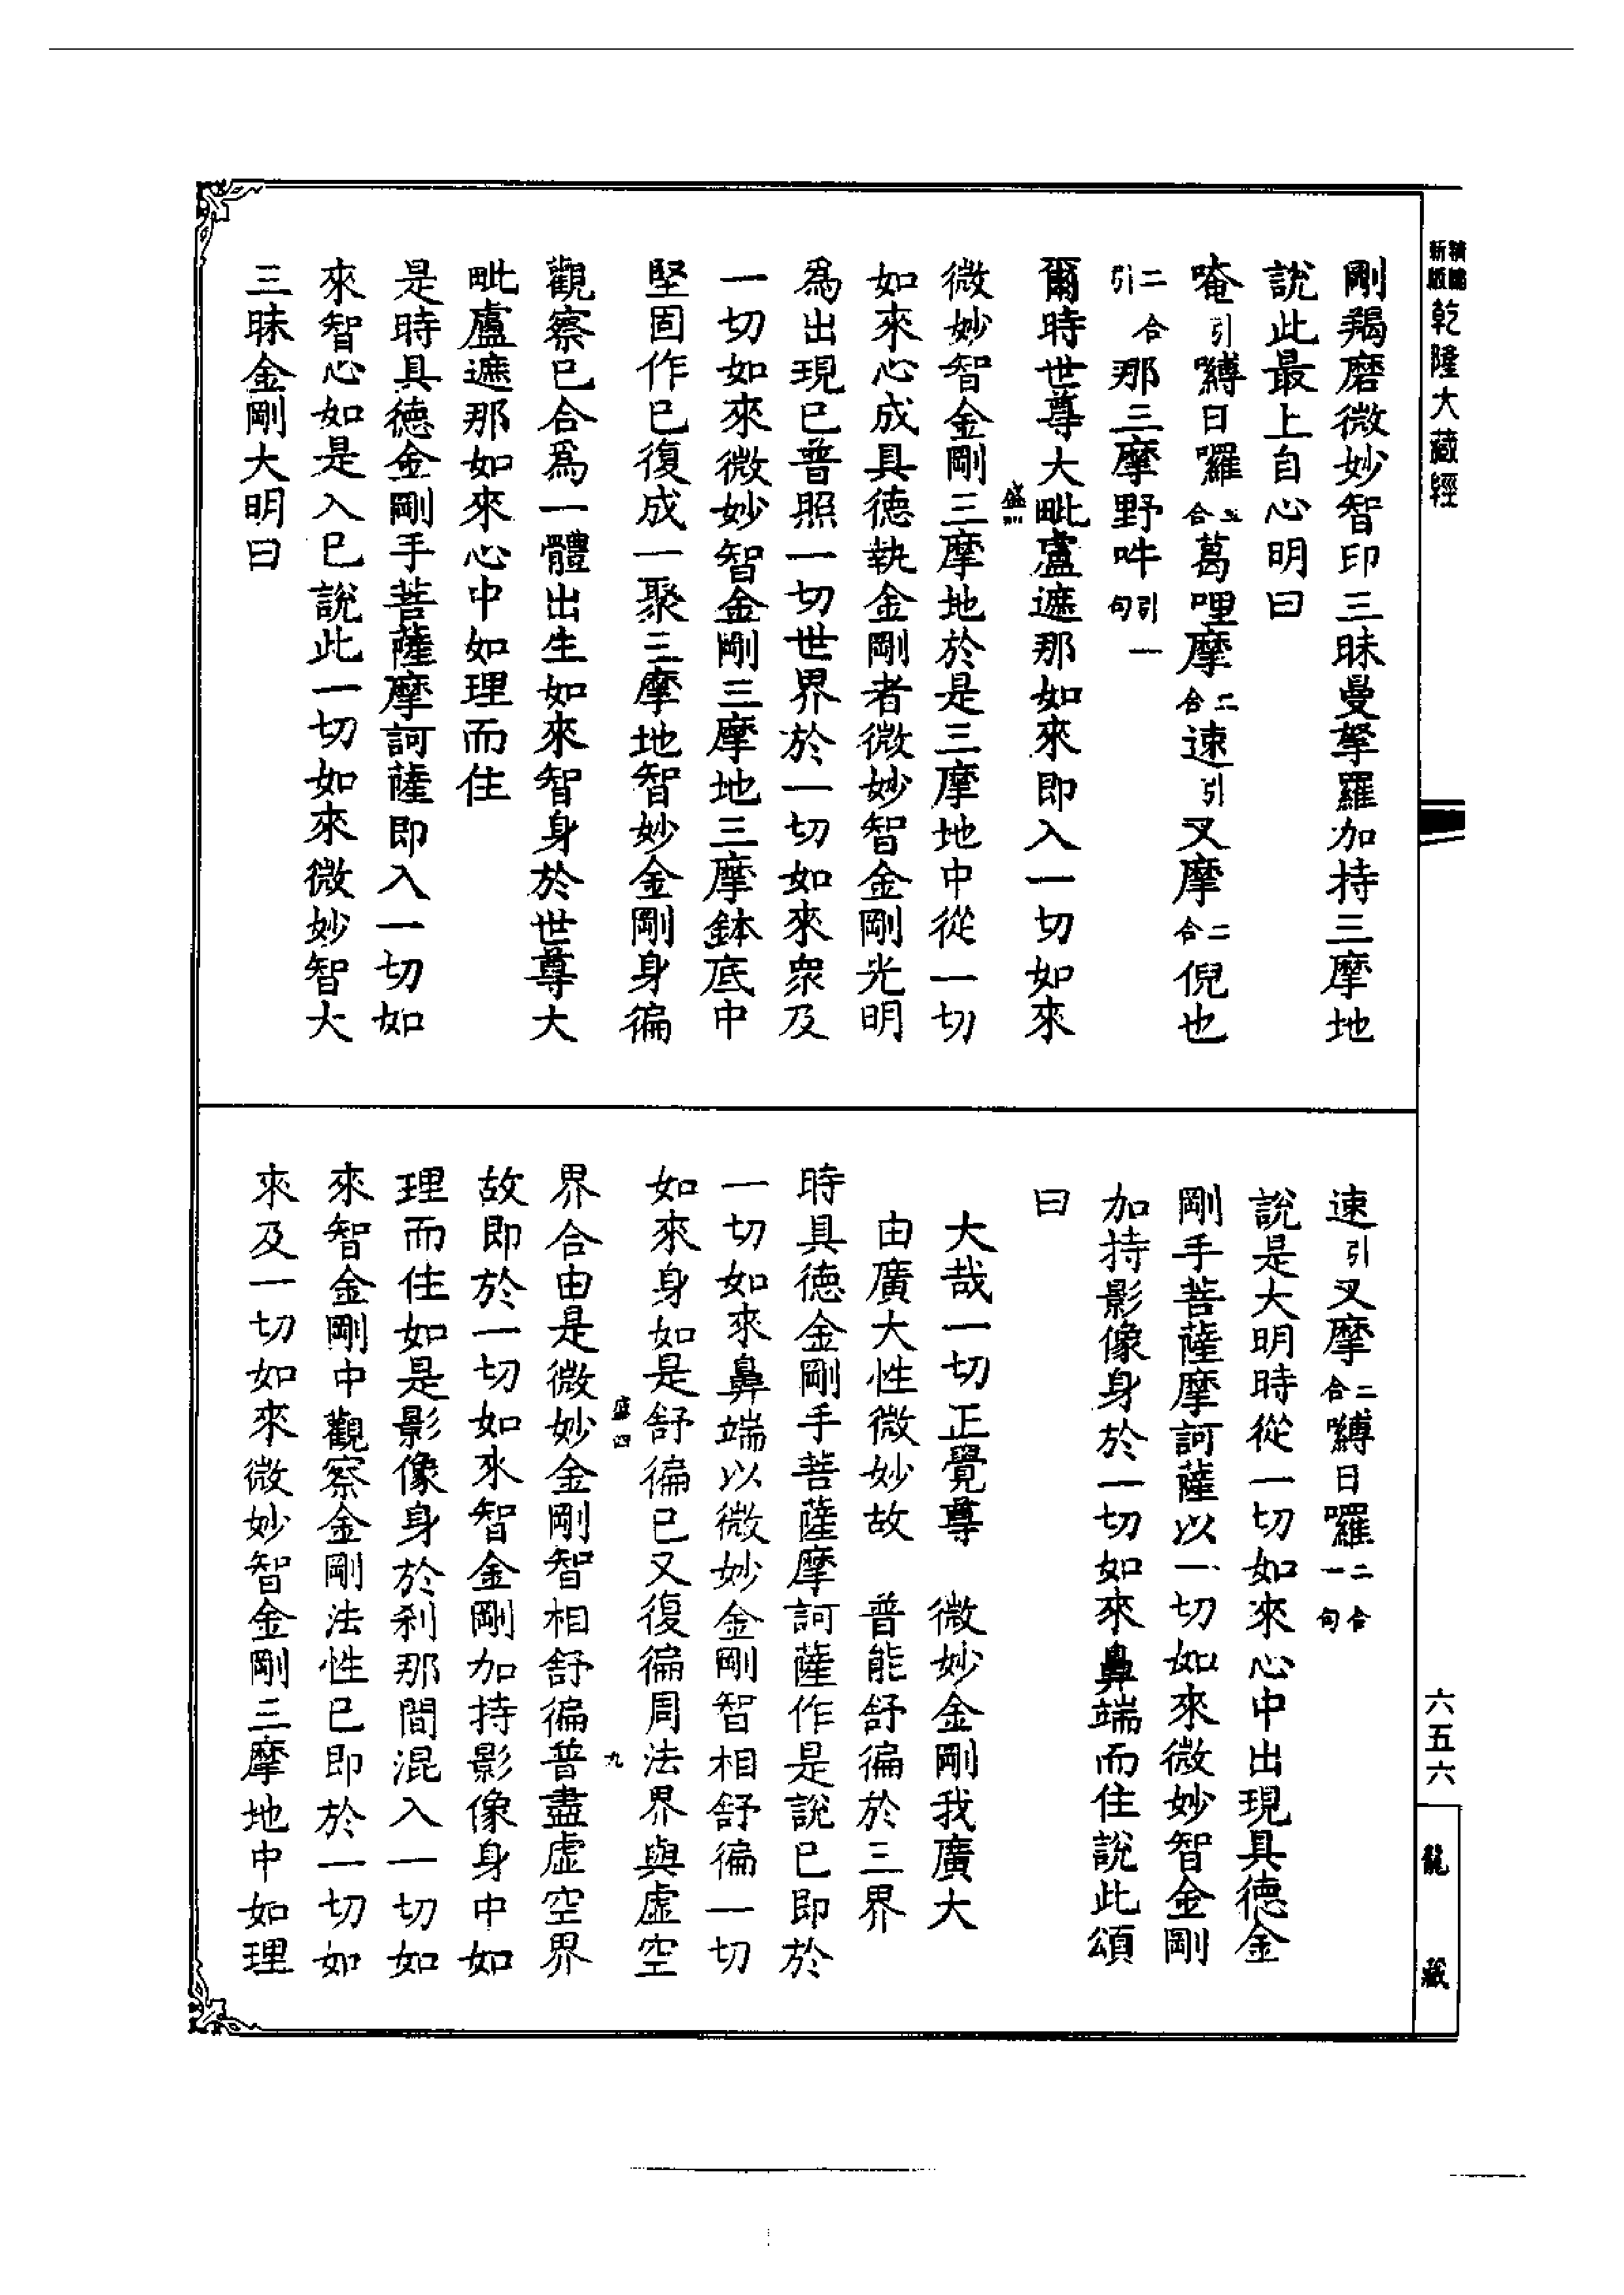 精編新版乾隆大藏經
剛羯磨微妙智印三昧曼拏羅加持三摩地
說此最上自心明曰
唵引嚩日囉二合葛哩摩二合速引叉摩二合倪也
二合引那三摩野吽引一句
爾時世尊大毗盧遮那如來即入一切如來
微妙智金剛三摩地於是三摩地中從一切
如來心成具德執金剛者微妙智金剛光明
為出現已普照一切世界於一切如來衆及
一切如來微妙智金剛三摩地三摩鉢底中
堅固作已復成一聚三摩地智妙金剛身徧
觀察已合爲一體出生如來智身於世尊大
毗盧遮那如來心中如理而住
是時具德金剛手菩薩摩訶薩即入一切如
來智心如是入已說此一切如來微妙智大
三昧金剛大明曰
速引叉摩二合嚩日囉二合一句
說是大明時從一切如來心中出現具德金
剛手菩薩摩訶薩以一切如來微妙智金剛
加持影像身於一切如來鼻端而住說此頌
曰
大哉一切正覺尊　微妙金剛我廣大
由廣大性微妙故　普能舒徧於三界
時具德金剛手菩薩摩訶薩作是說已即於
一切如來鼻端以微妙金剛智相舒徧一切
如來身如是舒徧已又復徧周法界與虛空
盛四
九
界合由是微妙金剛智相舒徧普盡虛空界
故即於一切如來智金剛加持影像身中如
理而住如是影像身於刹那間混入一切如
來智金剛中觀察金剛法性已即於一切如
來及一切如來微妙智金剛三摩地中如理
六五六
龍藏